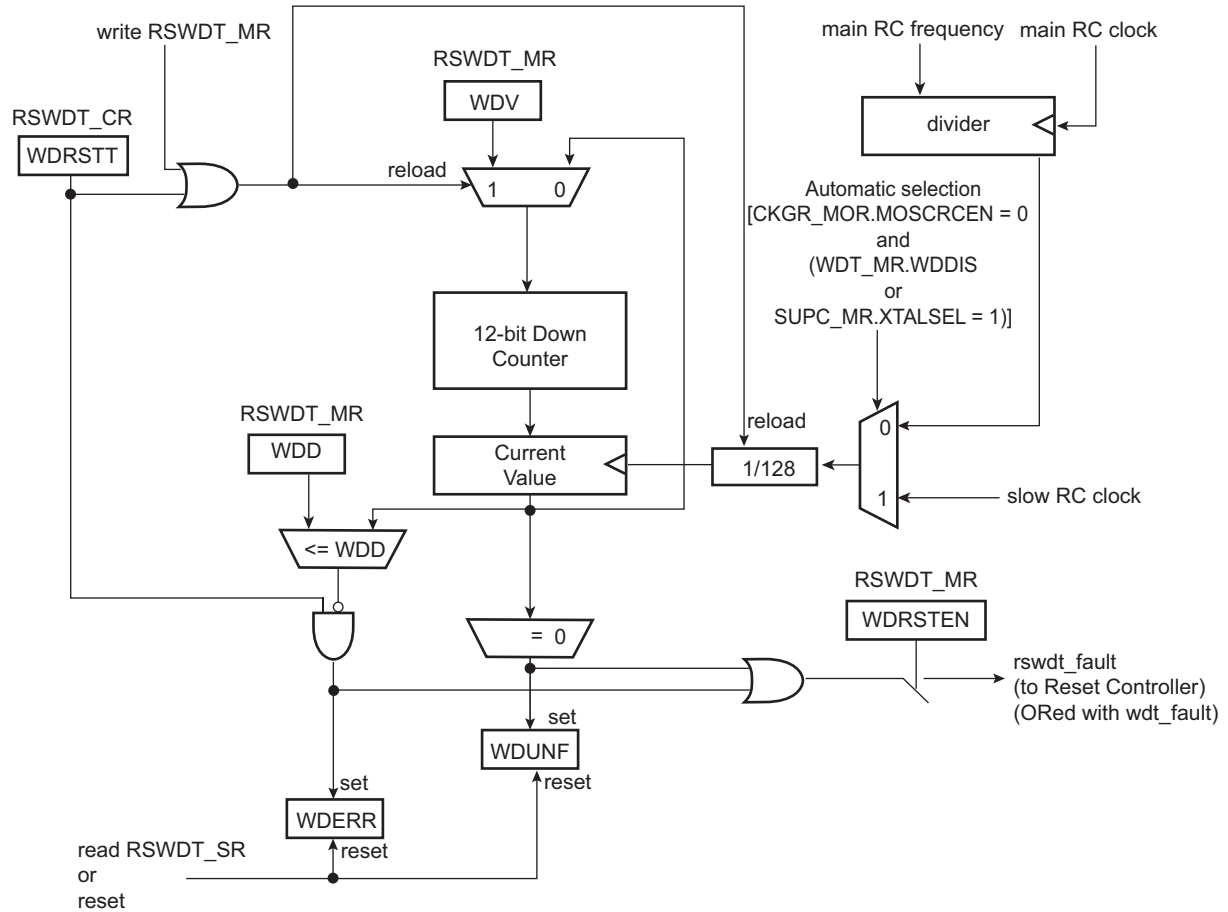 write RSWDT_MR
main RC frequency
main RC clock
RSWDT_MR
WDV
RSWDT_CR
WDRSTT
divider
reload
1 0
Automatic selection
[CKGR_MOR.MOSCRCEN = 0
and
(WDT_MR.WDDIS
or
SUPC_MR.XTALSEL = 1)]
12-bit Down
Counter
RSWDT_MR
WDD
reload
0
Current
Value
1/128
1
slow RC clock
<= WDD
RSWDT_MR
WDRSTEN
= 0
rswdt_fault
(to Reset Controller)
(ORed with wdt_fault)
set
WDUNF
reset
set
WDERR
reset
read RSWDT_SR
or
reset